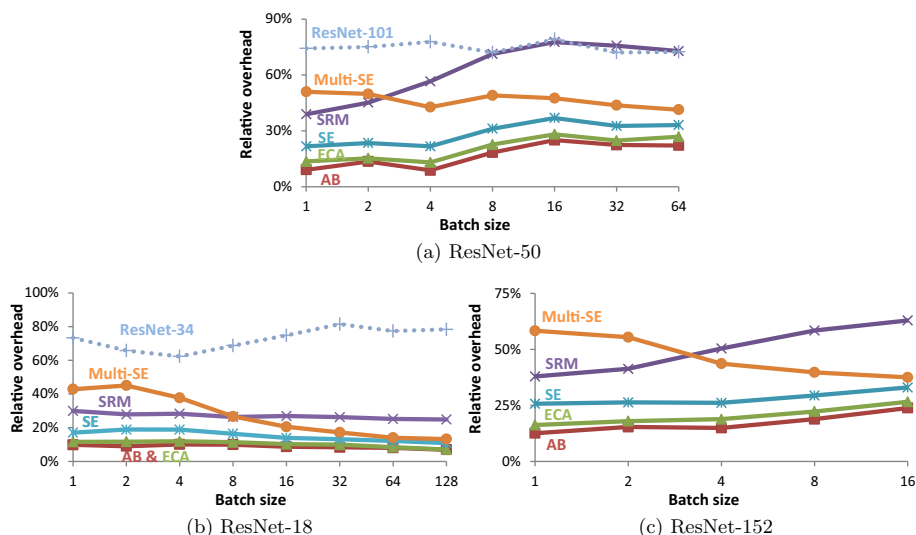 90%
60%
30%
0%
Relative overhead
ResNet-101
Multi-SE
SRM
SE
ECA
AB
1 2 4 8 16 32 64
Batch size
(a) ResNet-50
100%
80%
60%
40%
20%
0%
Relative overhead
ResNet-34
Multi-SE
SRM
SE
AB & ECA
1 2 4 8 16 32 64 128
Batch size
(b) ResNet-18
75%
50%
25%
0%
Relative overhead
Multi-SE
SRM
SE
ECA
AB
1 2 4 8 16
Batch size
(c) ResNet-152